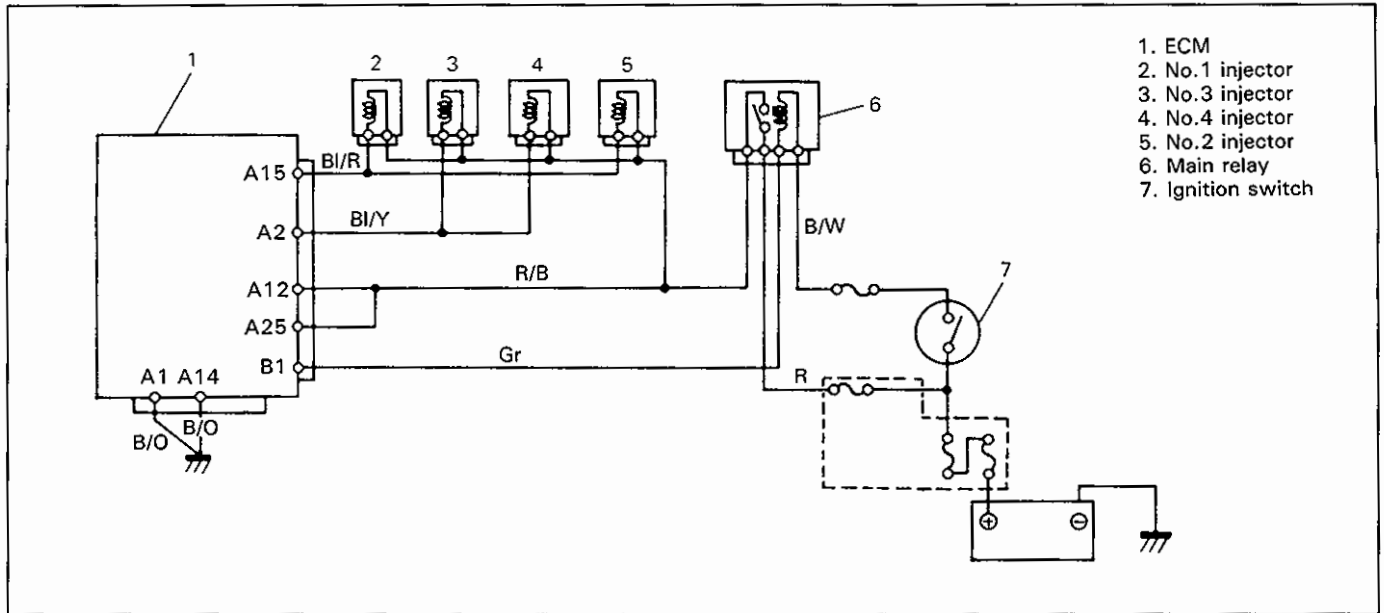 1
2
3
4
5
6
7
1. ECM
2. No.1 injector
3. No.3 injector
4. No.4 injector
5. No.2 injector
6. Main relay
7. Ignition switch
A15
Bl/R
A2
Bl/Y
A12
R/B
A25
B1
Gr
B/W
R
A1 A14
B/O
B/O
+
-